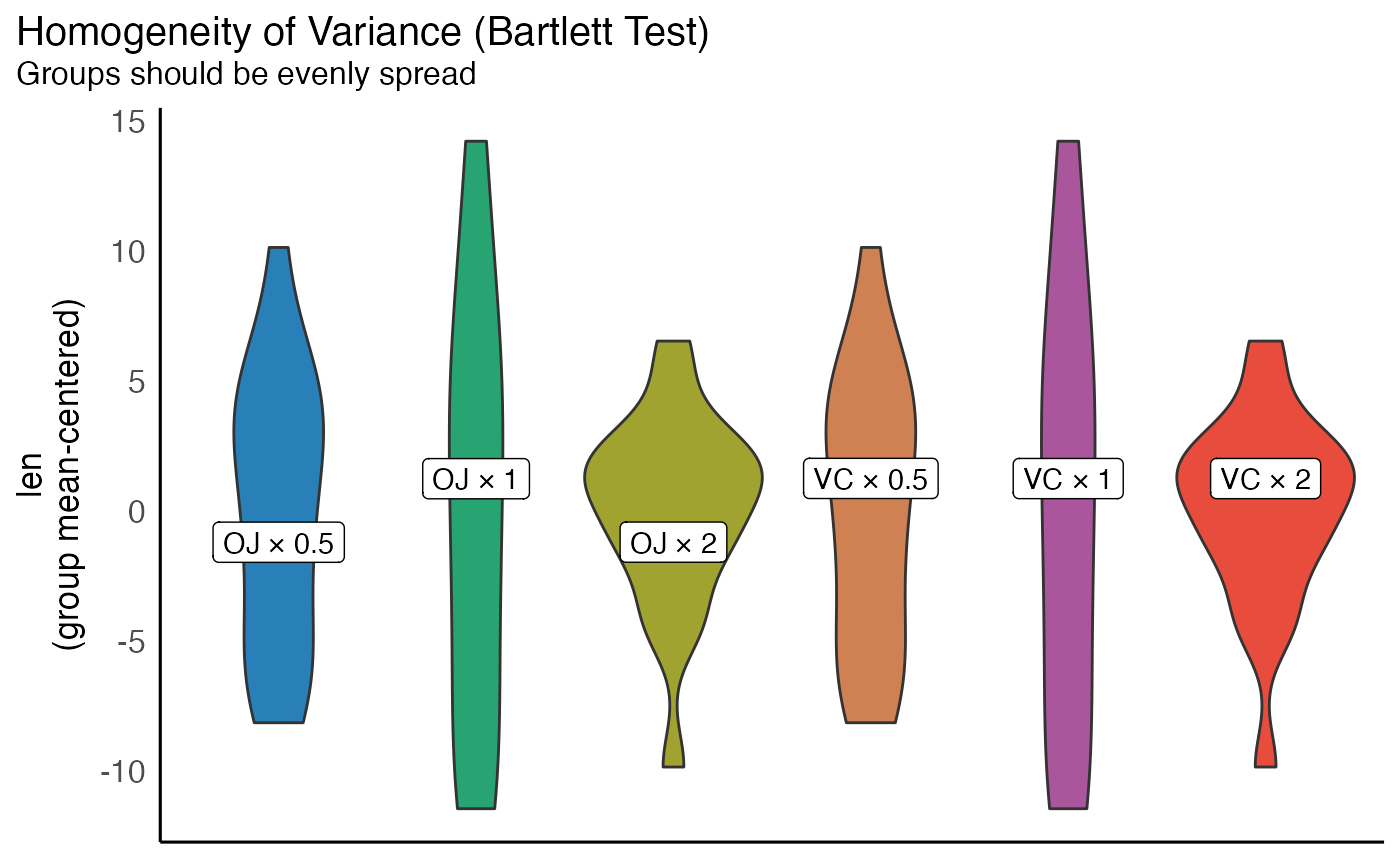 Homogeneity of Variance (Bartlett Test)
Groups should be evenly spread
15
10
5
0
-5
-10
len
(group mean-centered)
OJ × 0.5
OJ × 1
OJ × 2
VC × 0.5
VC × 1
VC × 2